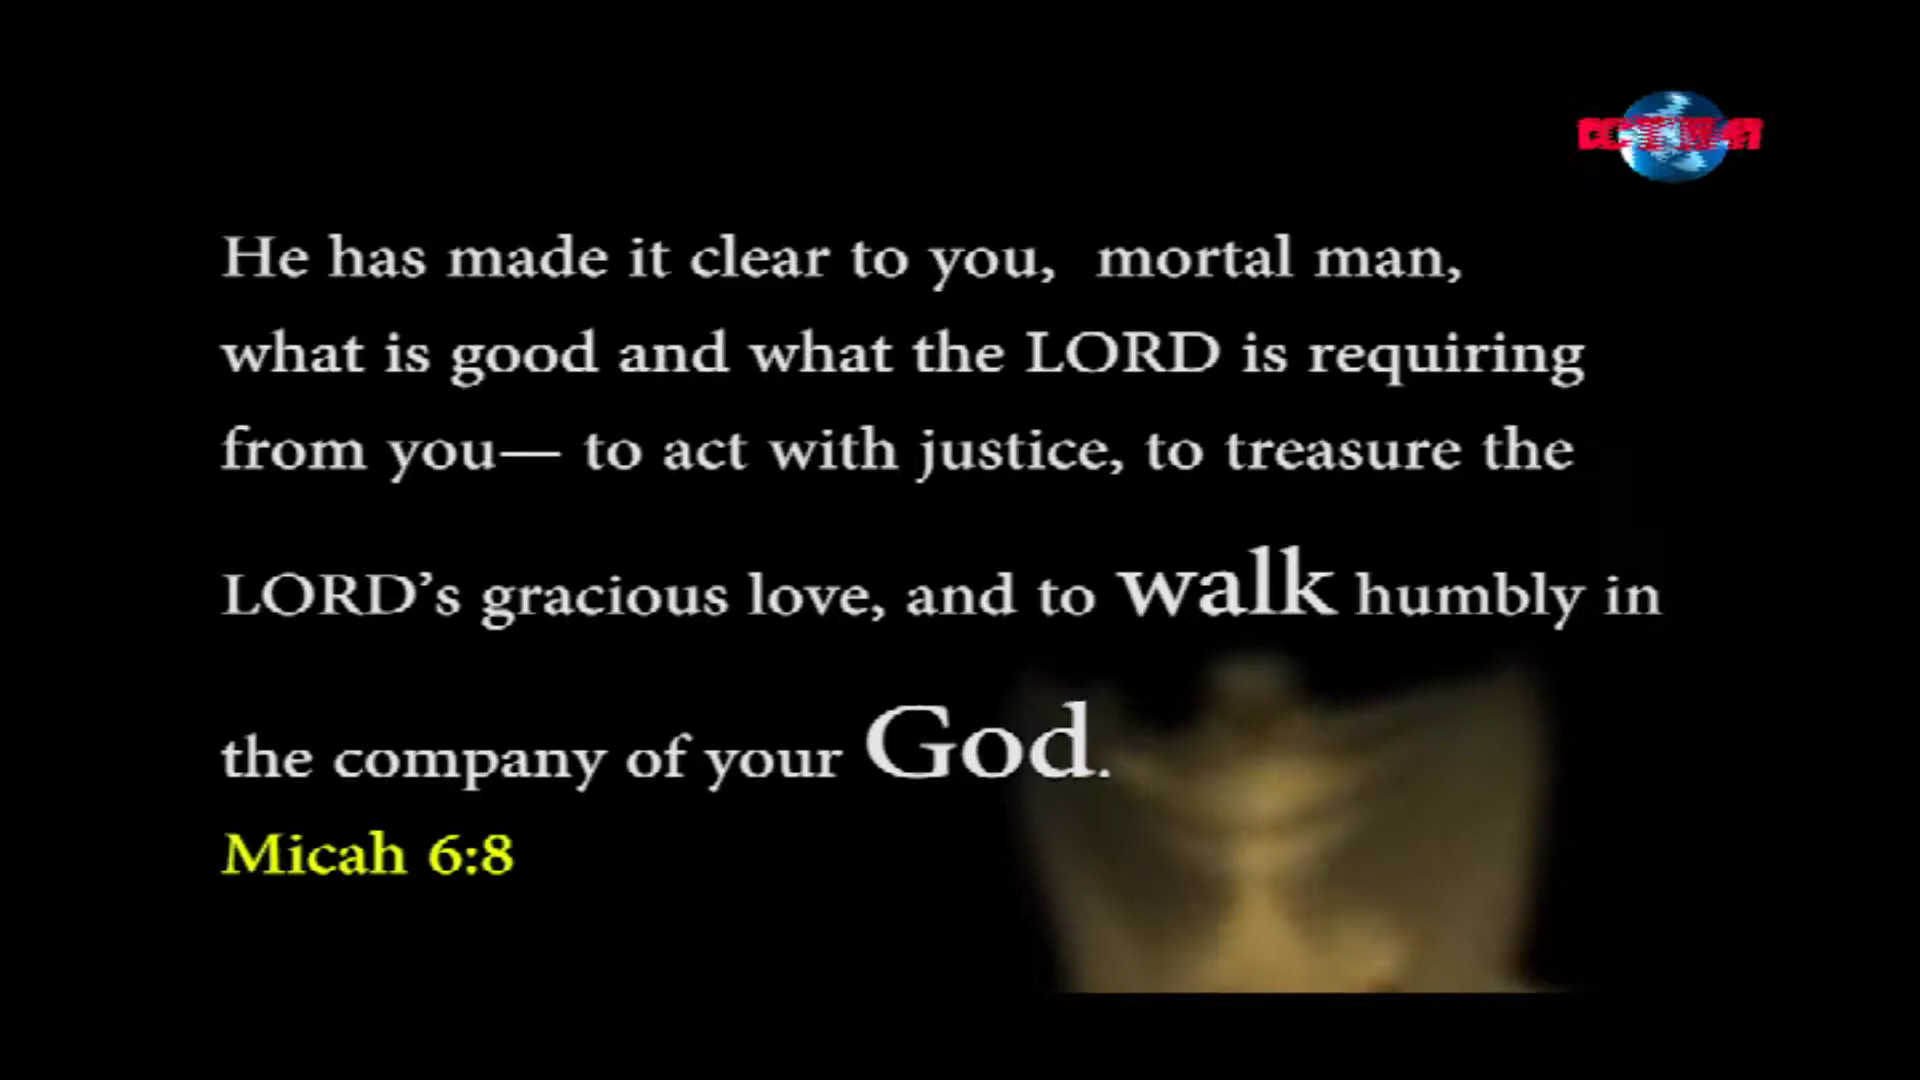 He has made it clear to you, mortal man,
what is good and what the LORD is requiring
from you— to act with justice, to treasure the
LORD’s gracious love, and to walk humbly in
the company of your God.
Micah 6:8